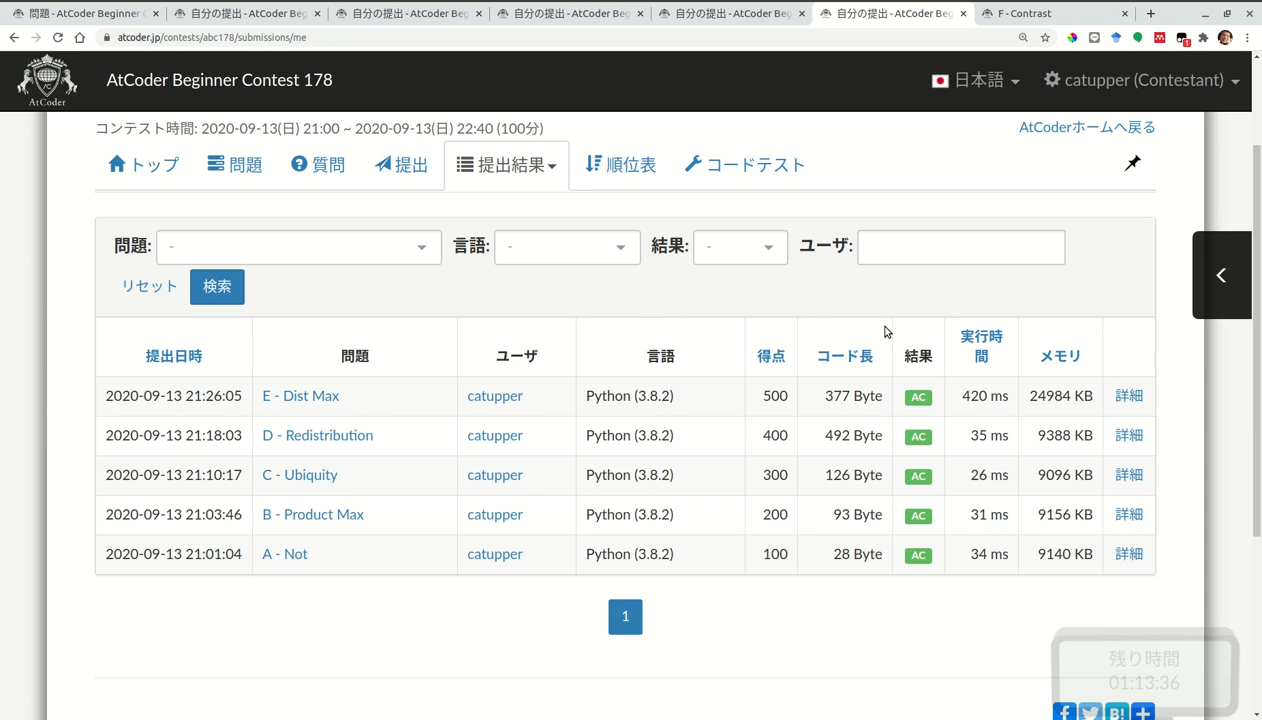 問題 - AtCoder Beginner C
自分の提出 - AtCoder Beg
自分の提出 - AtCoder Beg
自分の提出 - AtCoder Beg
自分の提出 - AtCoder Beg
自分の提出 - AtCoder Beg
F - Contrast
atcoder.jp/contests/abc178/submissions/me
AtCoder
AtCoder Beginner Contest 178
日本語
catupper (Contestant)
コンテスト時間: 2020-09-13(日) 21:00 ~ 2020-09-13(日) 22:40 (100分)
AtCoderホームへ戻る
トップ 問題 質問 提出 提出結果 順位表 コードテスト
問題: - 言語: - 結果: - ユーザ:
リセット 検索
提出日時 問題 ユーザ 言語 得点 コード長 結果 実行時間 メモリ
2020-09-13 21:26:05 E - Dist Max catupper Python (3.8.2) 500 377 Byte AC 420 ms 24984 KB 詳細
2020-09-13 21:18:03 D - Redistribution catupper Python (3.8.2) 400 492 Byte AC 35 ms 9388 KB 詳細
2020-09-13 21:10:17 C - Ubiquity catupper Python (3.8.2) 300 126 Byte AC 26 ms 9096 KB 詳細
2020-09-13 21:03:46 B - Product Max catupper Python (3.8.2) 200 93 Byte AC 31 ms 9156 KB 詳細
2020-09-13 21:01:04 A - Not catupper Python (3.8.2) 100 28 Byte AC 34 ms 9140 KB 詳細
1
残り時間
01:13:36